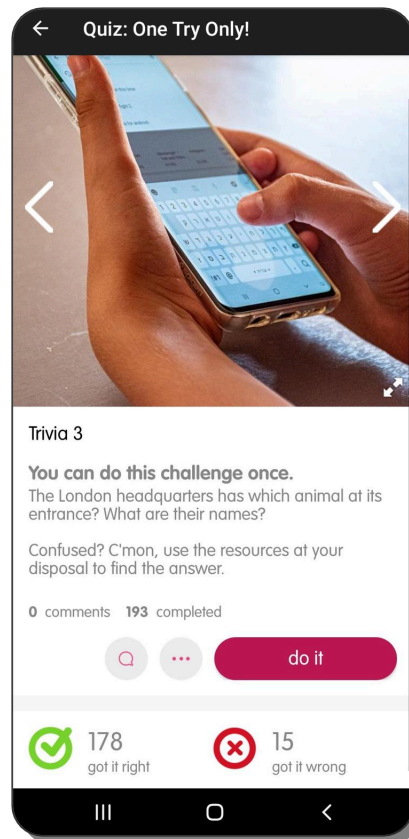 Quiz: One Try Only!
Trivia 3
You can do this challenge once.
The London headquarters has which animal at its
entrance? What are their names?
Confused? C'mon, use the resources at your
disposal to find the answer.
0 comments 193 completed
do it
178
got it right
15
got it wrong